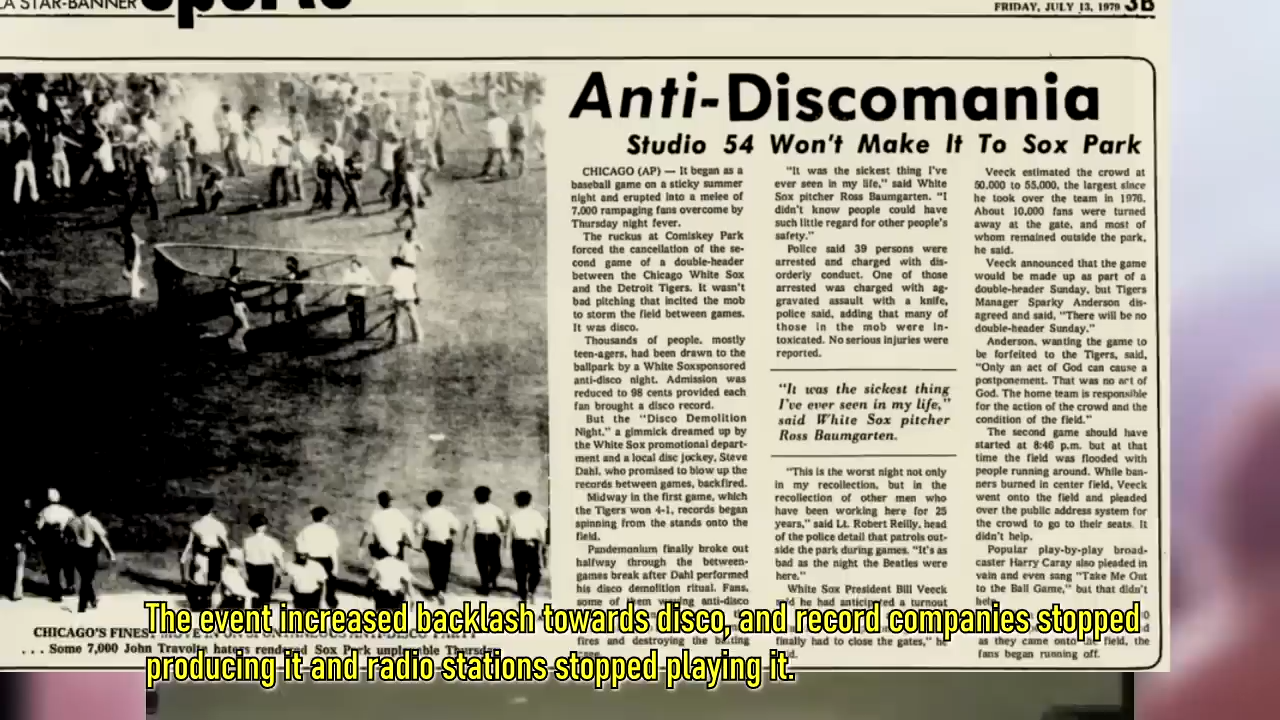 A STAR-BANNER
sports
FRIDAY, JULY 13, 1979 3B
Anti-Discomania
Studio 54 Won't Make It To Sox Park
CHICAGO (AP) — It began as a
baseball game on a sticky summer
night and erupted into a melee of
7,000 rampaging fans overcome by
Thursday night fever.
The ruckus at Comiskey Park
forced the cancellation of the se-
cond game of a double-header
between the Chicago White Sox
and the Detroit Tigers. It wasn't
bad pitching that incited the mob
to storm the field between games.
It was disco.
Thousands of people, mostly
teen-agers, had been drawn to the
ballpark by a White Soxsponsored
anti-disco night. Admission was
reduced to 98 cents provided each
fan brought a disco record.
But the "Disco Demolition
Night," a gimmick dreamed up by
the White Sox promotional depart-
ment and a local disc jockey, Steve
Dahl, who promised to blow up the
records between games, backfired.
Midway in the first game, which
the Tigers won 4-1, records began
spinning from the stands onto the
field.
Pandemonium finally broke out
halfway through the between-
games break after Dahl performed
his disco demolition ritual. Fans,
some of them waving anti-disco
fires and destroying the batting
"It was the sickest thing I've
ever seen in my life," said White
Sox pitcher Ross Baumgarten. "I
didn't know people could have
such little regard for other people's
safety."
Police said 39 persons were
arrested and charged with dis-
orderly conduct. One of those
arrested was charged with ag-
gravated assault with a knife,
police said, adding that many of
those in the mob were in-
toxicated. No serious injuries were
reported.
"It was the sickest thing
I've ever seen in my life,"
said White Sox pitcher
Ross Baumgarten.
"This is the worst night not only
in my recollection, but in the
recollection of other men who
have been working here for 25
years," said Lt. Robert Reilly, head
of the police detail that patrols out-
side the park during games. "It's as
bad as the night the Beatles were
here."
White Sox President Bill Veeck
said he had anticipated a turnout
finally had to close the gates," he
Veeck estimated the crowd at
50,000 to 55,000, the largest since
he took over the team in 1976.
About 10,000 fans were turned
away at the gate, and most of
whom remained outside the park,
he said.
Veeck announced that the game
would be made up as part of a
double-header Sunday, but Tigers
Manager Sparky Anderson dis-
agreed and said, "There will be no
double-header Sunday."
Anderson, wanting the game to
be forfeited to the Tigers, said,
"Only an act of God can cause a
postponement. That was no act of
God. The home team is responsible
for the action of the crowd and the
condition of the field."
The second game should have
started at 8:46 p.m. but at that
time the field was flooded with
people running around. While ban-
ners burned in center field, Veeck
went onto the field and pleaded
over the public address system for
the crowd to go to their seats. It
didn't help.
Popular play-by-play broad-
caster Harry Caray also pleaded in
vain and even sang "Take Me Out
to the Ball Game," but that didn't
help.
as they came onto the field, the
fans began running off.
CHICAGO'S FINEST MOVE IN ON SPONTANEOUS ANTI-DISCO PARTY
. . . Some 7,000 John Travolta haters rendered Sox Park unplayable Thursday
The event increased backlash towards disco, and record companies stopped
producing it and radio stations stopped playing it.